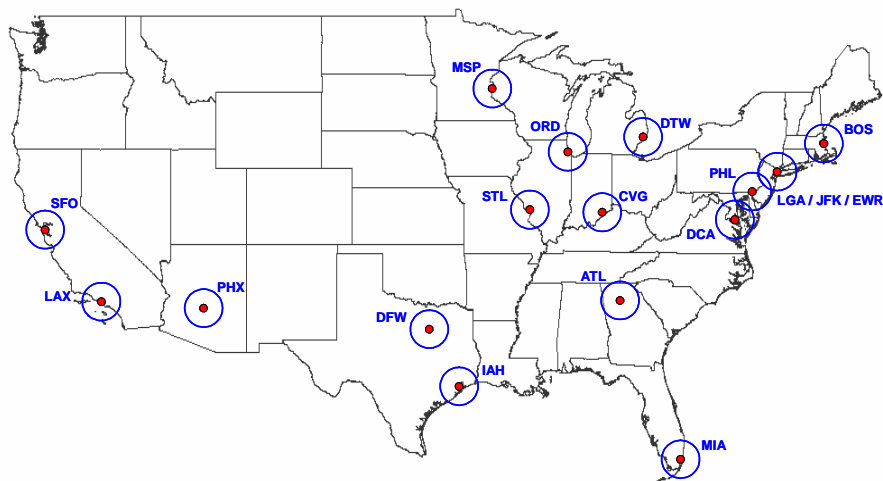 MSP
ORD
DTW
BOS
PHL
LGA / JFK / EWR
STL
CVG
SFO
DCA
ATL
LAX
PHX
DFW
IAH
MIA